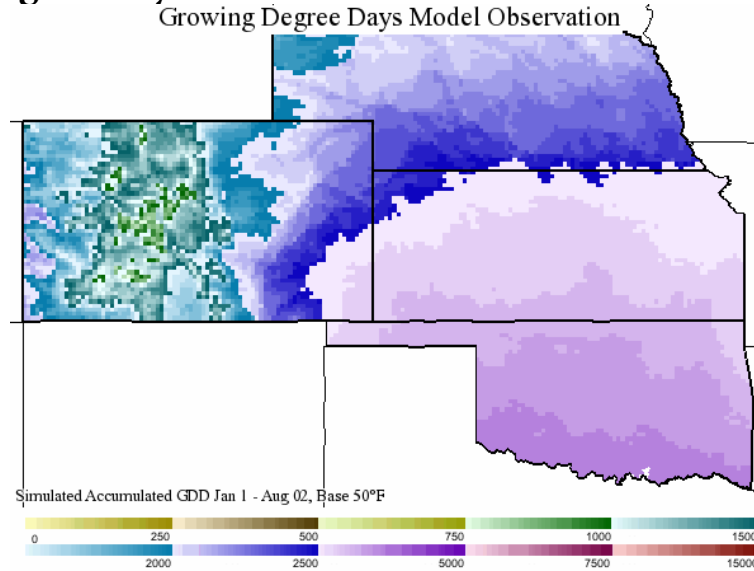 Growing Degree Days Model Observation
Simulated Accumulated GDD Jan 1 - Aug 02, Base 50°F
0 250 500 750 1000 1500
2000 2500 5000 7500 1500